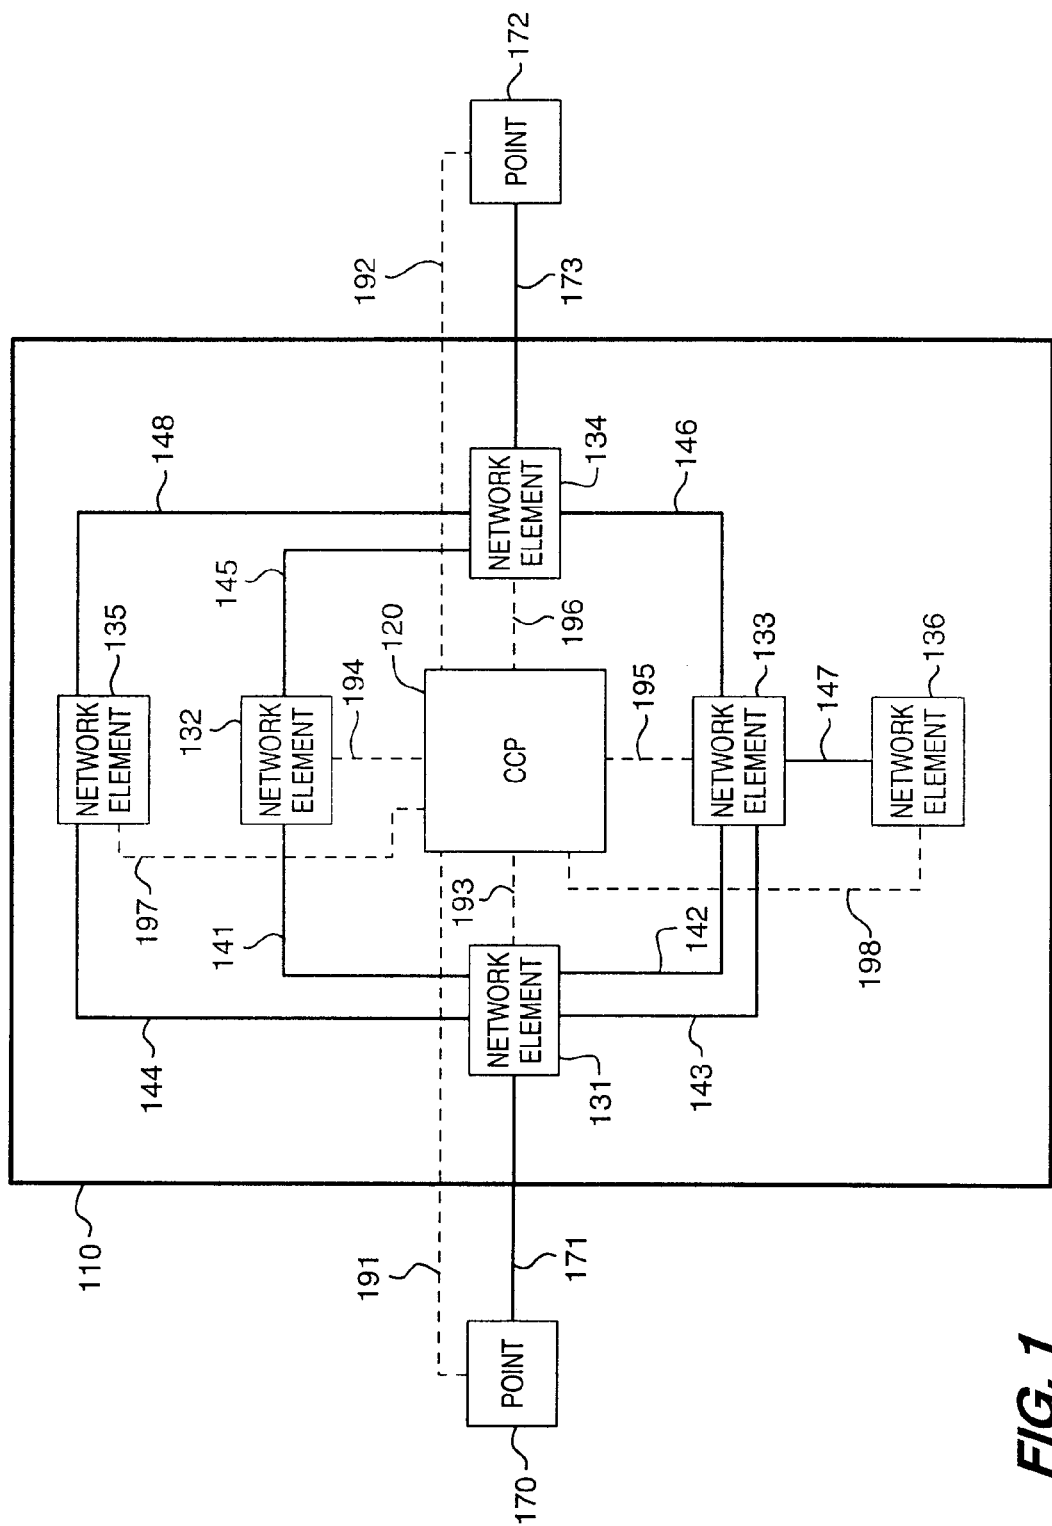 110
144
148
135
NETWORK
ELEMENT
197
141
145
132
NETWORK
ELEMENT
194
191
192
120
CCP
170
POINT
171
131
NETWORK
ELEMENT
193
196
NETWORK
ELEMENT
134
173
POINT
172
195
143
142
NETWORK
ELEMENT
133
146
147
198
NETWORK
ELEMENT
136
FIG. 1